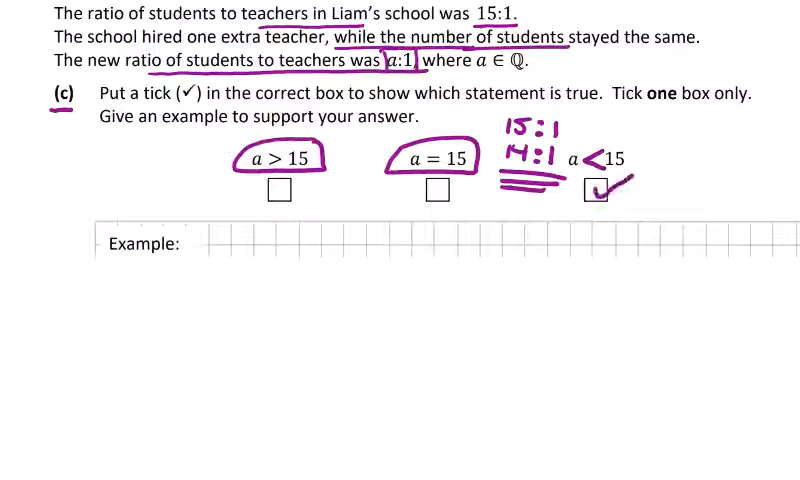 The ratio of students to teachers in Liam's school was 15:1.
The school hired one extra teacher, while the number of students stayed the same.
The new ratio of students to teachers was a:1, where a ∈ ℚ.
(c) Put a tick (✓) in the correct box to show which statement is true. Tick one box only.
Give an example to support your answer.
15:1
14:1
a > 15 a = 15 a < 15
✓
Example: